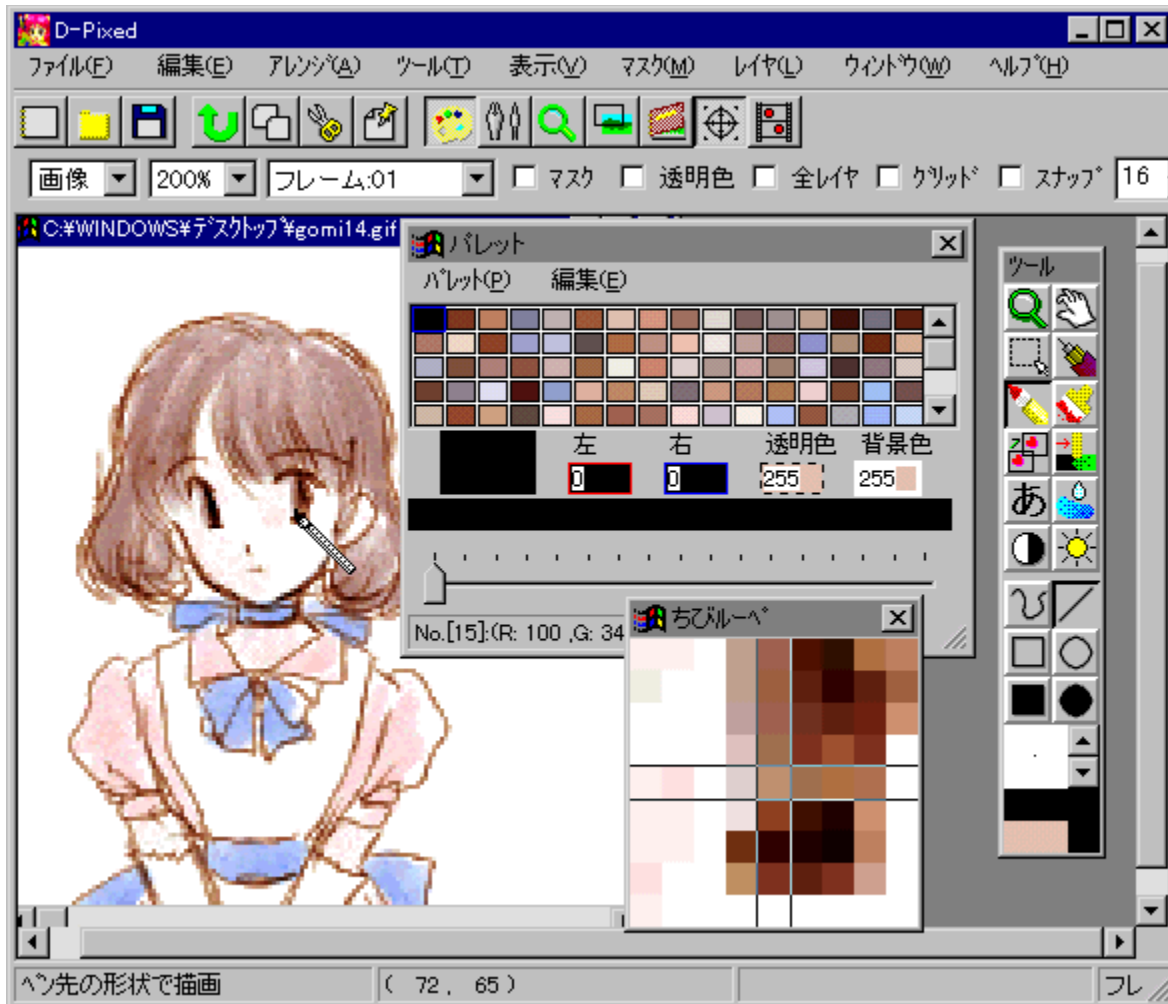 D-Pixed
ファイル(F) 編集(E) アレンジ(A) ツール(T) 表示(V) マスク(M) レイヤ(L) ウィンドウ(W) ヘルプ(H)
画像 200% フレーム:01 マスク 透明色 全レイヤ グリッド スナップ 16
C:¥WINDOWS¥デスクトップ¥gomi14.gif
パレット
パレット(P) 編集(E)
左 右 透明色 背景色
0 0 255 255
No.[15]:(R: 100 ,G: 34
ちびルーペ
ツール
あ
ペン先の形状で描画 ( 72, 65 ) フレ